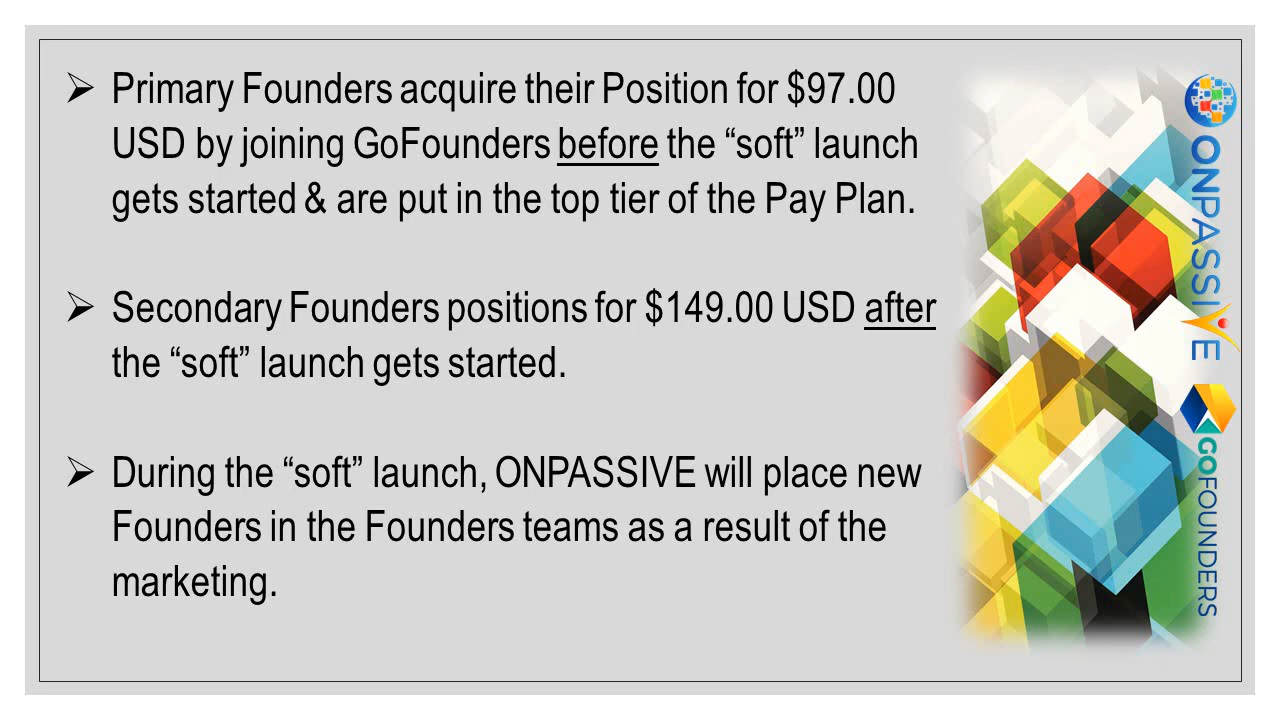 Primary Founders acquire their Position for $97.00
USD by joining GoFounders before the “soft” launch
gets started & are put in the top tier of the Pay Plan.
Secondary Founders positions for $149.00 USD after
the “soft” launch gets started.
During the “soft” launch, ONPASSIVE will place new
Founders in the Founders teams as a result of the
marketing.
ONPASSIVE
GOFOUNDERS